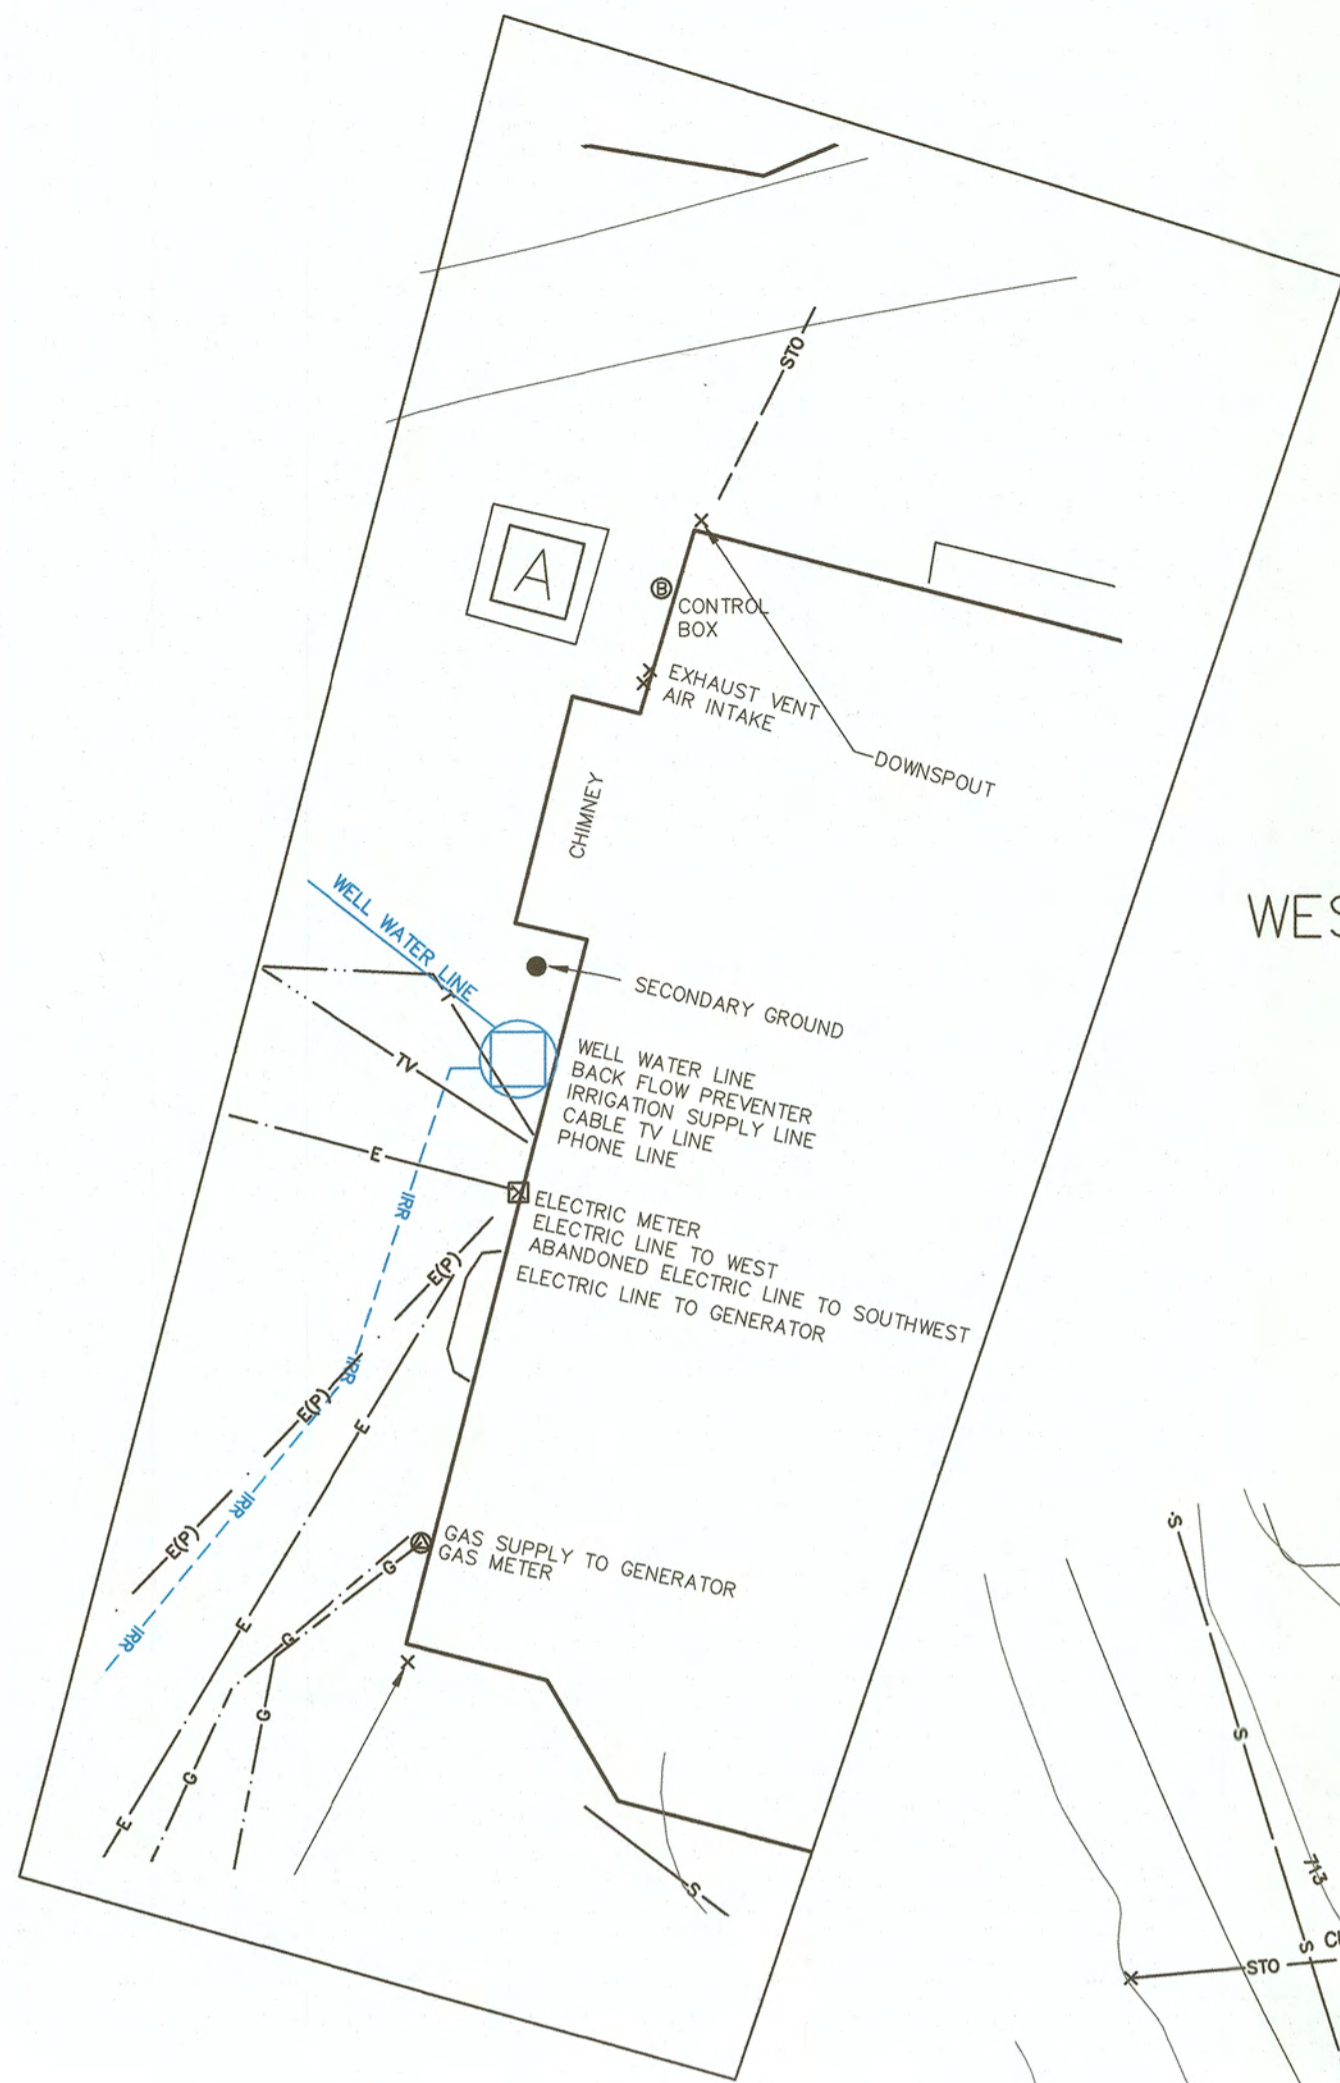 STO
A
B
CONTROL
BOX
EXHAUST VENT
AIR INTAKE
DOWNSPOUT
CHIMNEY
WELL WATER LINE
SECONDARY GROUND
T
TV
WELL WATER LINE
BACK FLOW PREVENTER
IRRIGATION SUPPLY LINE
CABLE TV LINE
PHONE LINE
E
IRR
ELECTRIC METER
ELECTRIC LINE TO WEST
ABANDONED ELECTRIC LINE TO SOUTHWEST
ELECTRIC LINE TO GENERATOR
E(P)
IRR
E(P)
E
IRR
E(P)
GAS SUPPLY TO GENERATOR
GAS METER
G
E
IRR
G
G
G
E
S
WES
S
S
713
S
STO